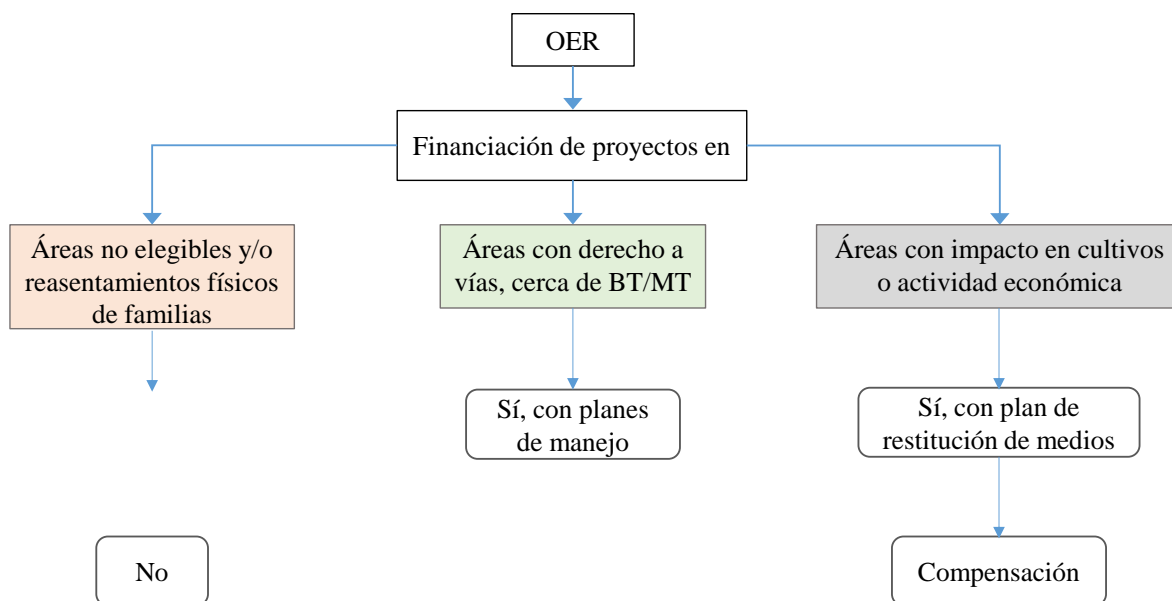 OER
Financiación de proyectos en
Áreas no elegibles y/o
reasentamientos físicos
de familias
Áreas con derecho a
vías, cerca de BT/MT
Áreas con impacto en cultivos
o actividad económica
Sí, con planes
de manejo
Sí, con plan de
restitución de medios
No
Compensación